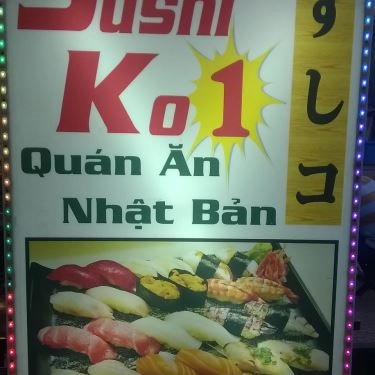 Sushi
Ko 1
Quán Ăn
Nhật Bản
すしコ